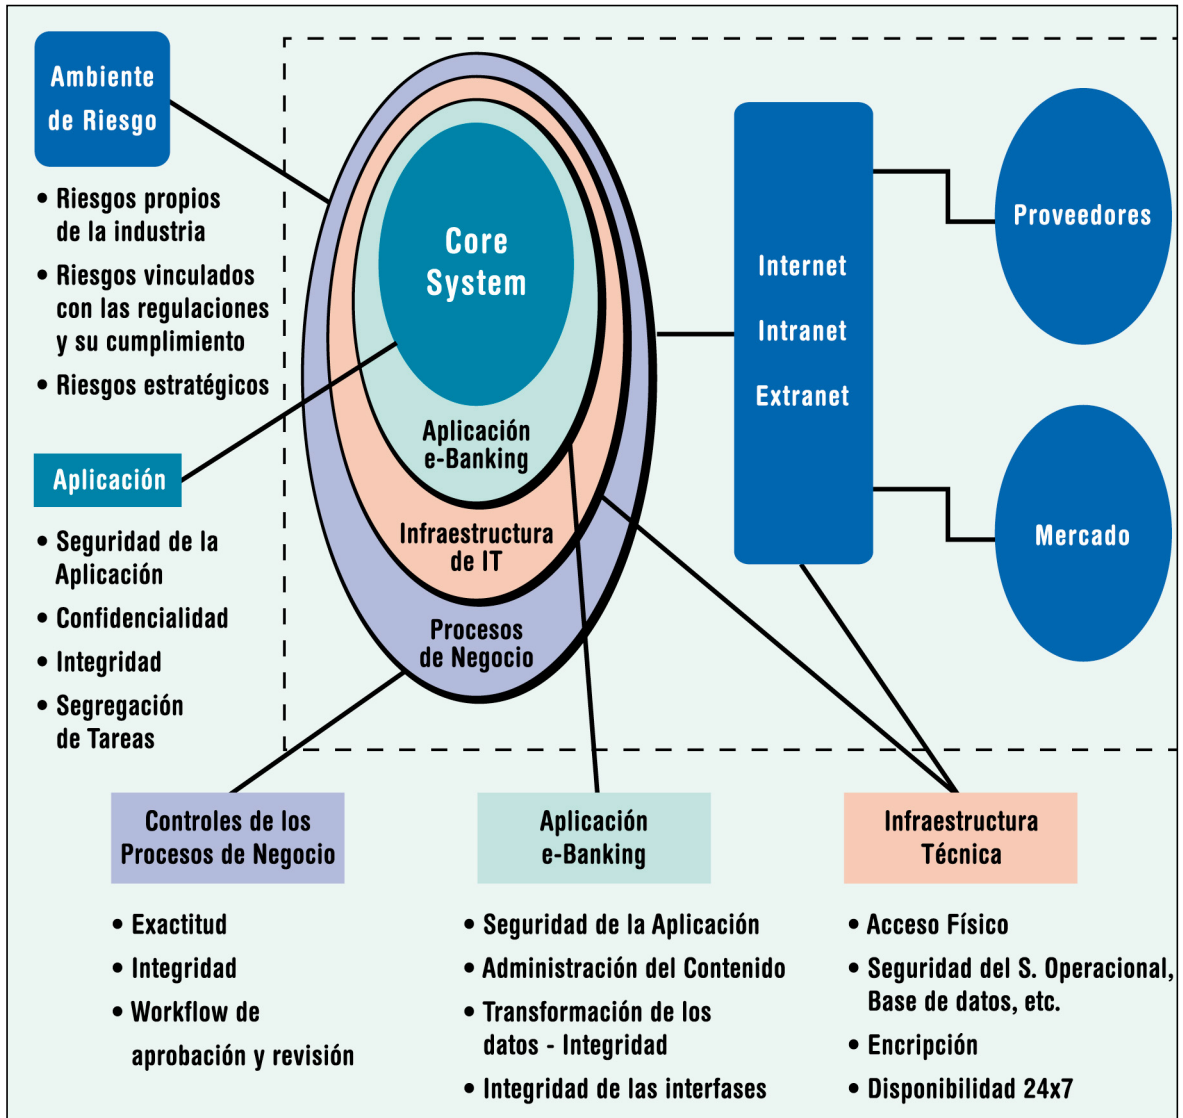 Ambiente
de Riesgo
• Riesgos propios
de la industria
• Riesgos vinculados
con las regulaciones
y su cumplimiento
• Riesgos estratégicos
Aplicación
• Seguridad de la
Aplicación
• Confidencialidad
• Integridad
• Segregación
de Tareas
Core
System
Aplicación
e-Banking
Infraestructura
de IT
Procesos
de Negocio
Internet
Intranet
Extranet
Proveedores
Mercado
Controles de los
Procesos de Negocio
• Exactitud
• Integridad
• Workflow de
aprobación y revisión
Aplicación
e-Banking
• Seguridad de la Aplicación
• Administración del Contenido
• Transformación de los
datos - Integridad
• Integridad de las interfases
Infraestructura
Técnica
• Acceso Físico
• Seguridad del S. Operacional,
Base de datos, etc.
• Encripción
• Disponibilidad 24x7